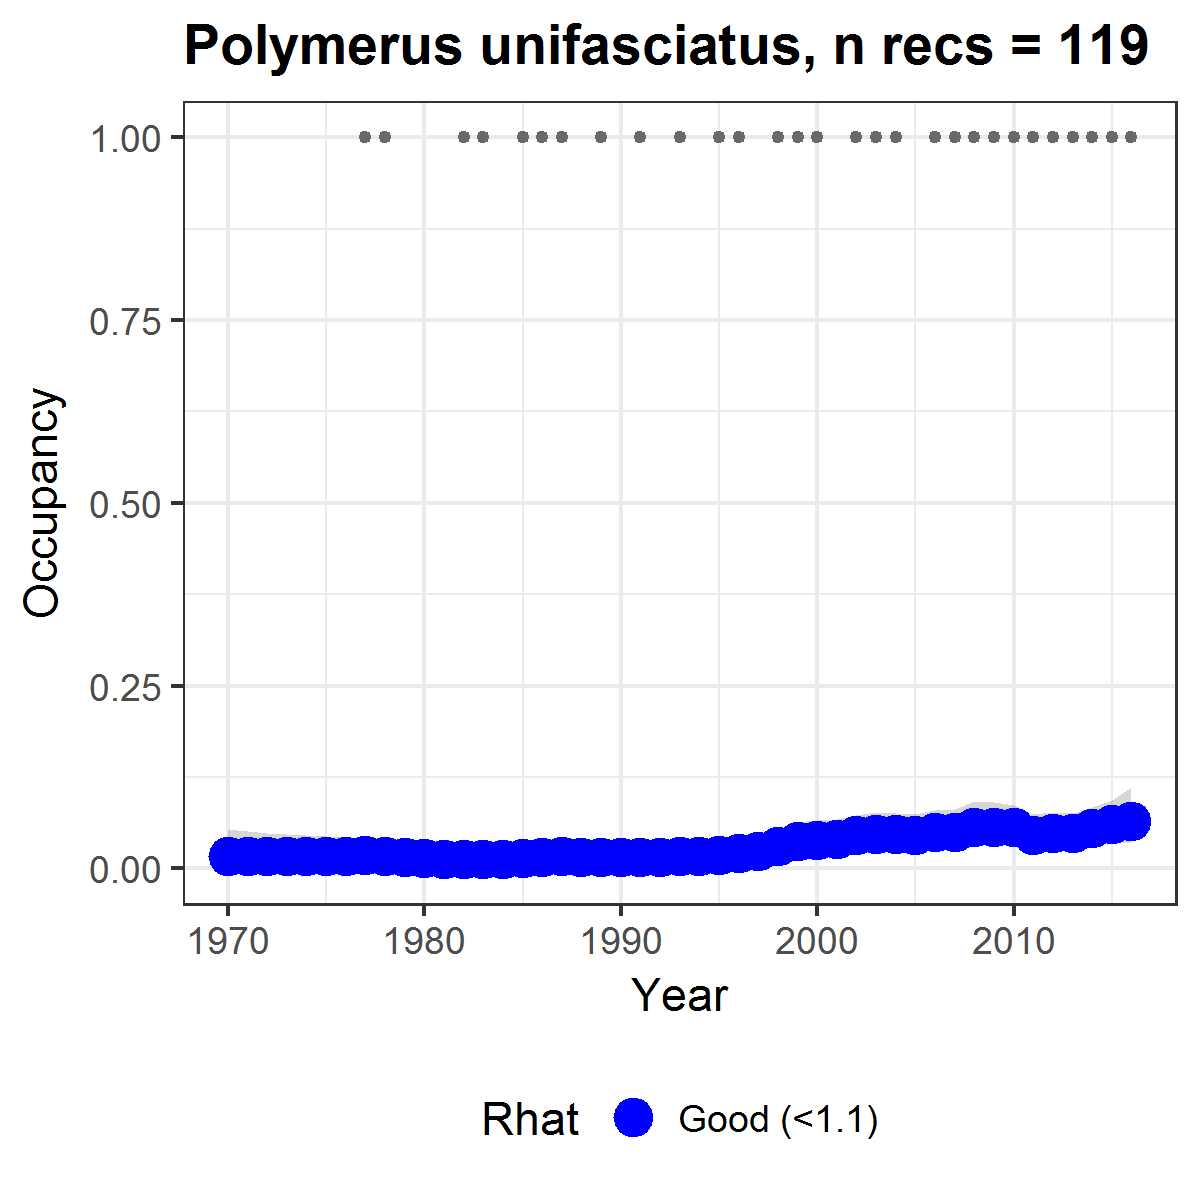 Polymerus unifasciatus, n recs = 119
1.00
0.75
0.50
0.25
0.00
Occupancy
1970 1980 1990 2000 2010
Year
Rhat Good (<1.1)